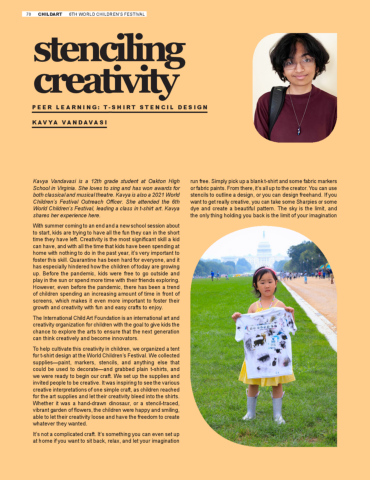 76 CHILDART 6TH WORLD CHILDREN'S FESTIVAL
stenciling
creativity
PEER LEARNING: T-SHIRT STENCIL DESIGN
KAVYA VANDAVASI
Kavya Vandavasi is a 12th grade student at Oakton High
School in Virginia. She loves to sing and has won awards for
both classical and musical theatre. Kavya is also a 2021 World
Children's Festival Outreach Officer. She attended the 6th
World Children's Festival, leading a class in t-shirt art. Kavya
shares her experience here.
With summer coming to an end and a new school session about
to start, kids are trying to have all the fun they can in the short
time they have left. Creativity is the most significant skill a kid
can have, and with all the time that kids have been spending at
home with nothing to do in the past year, it's very important to
foster this skill. Quarantine has been hard for everyone, and it
has especially hindered how the children of today are growing
up. Before the pandemic, kids were free to go outside and
play in the sun or spend more time with their friends exploring.
However, even before the pandemic, there has been a trend
of children spending an increasing amount of time in front of
screens, which makes it even more important to foster their
growth and creativity with fun and easy crafts to enjoy.
The International Child Art Foundation is an international art and
creativity organization for children with the goal to give kids the
chance to explore the arts to ensure that the next generation
can think creatively and become innovators.
To help cultivate this creativity in children, we organized a tent
for t-shirt design at the World Children's Festival. We collected
supplies—paint, markers, stencils, and anything else that
could be used to decorate—and grabbed plain t-shirts, and
we were ready to begin our craft. We set up the supplies and
invited people to be creative. It was inspiring to see the various
creative interpretations of one simple craft, as children reached
for the art supplies and let their creativity bleed into the shirts.
Whether it was a hand-drawn dinosaur, or a stencil-traced,
vibrant garden of flowers, the children were happy and smiling,
able to let their creativity loose and have the freedom to create
whatever they wanted.
It's not a complicated craft. It's something you can even set up
at home if you want to sit back, relax, and let your imagination
run free. Simply pick up a blank t-shirt and some fabric markers
or fabric paints. From there, it's all up to the creator. You can use
stencils to outline a design, or you can design freehand. If you
want to get really creative, you can take some Sharpies or some
dye and create a beautiful pattern. The sky is the limit, and
the only thing holding you back is the limit of your imagination